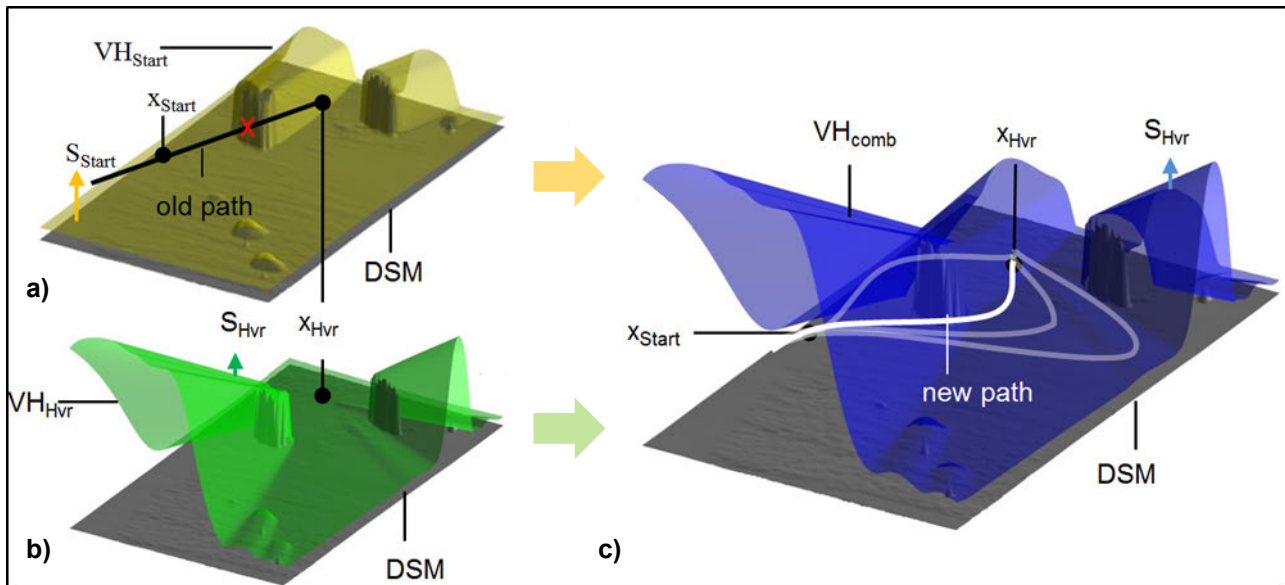 VHStart
xStart
SStart
old path
DSM
a)
SHvr
xHvr
VHHvr
DSM
b)
VHcomb
xHvr
SHvr
xStart
new path
DSM
c)